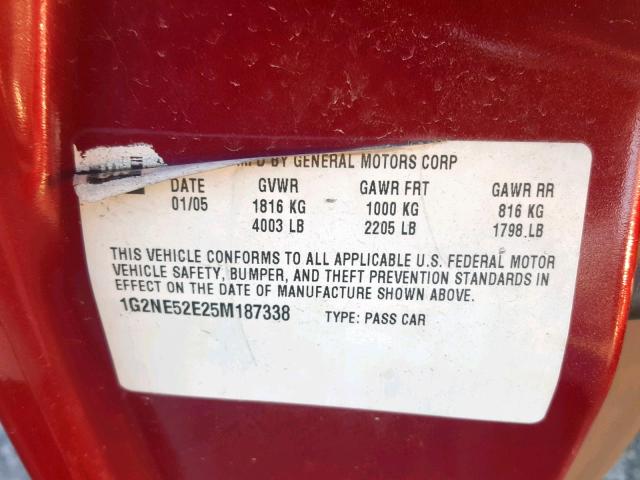 BY GENERAL MOTORS CORP
DATE GVWR GAWR FRT GAWR RR
01/05 1816 KG 1000 KG 816 KG
4003 LB 2205 LB 1798.LB
THIS VEHICLE CONFORMS TO ALL APPLICABLE U.S. FEDERAL MOTOR
VEHICLE SAFETY, BUMPER, AND THEFT PREVENTION STANDARDS IN
EFFECT ON THE DATE OF MANUFACTURE SHOWN ABOVE.
1G2NE52E25M187338 TYPE: PASS CAR